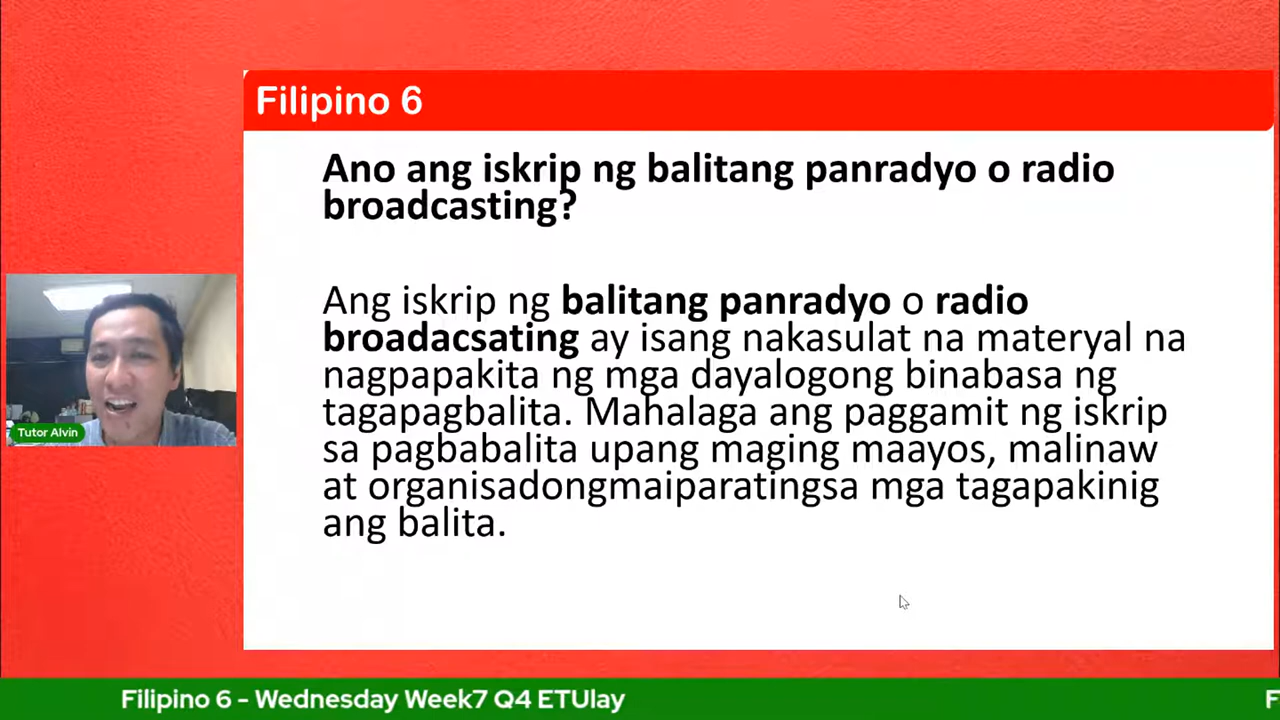 Filipino 6
Ano ang iskrip ng balitang panradyo o radio
broadcasting?
Ang iskrip ng balitang panradyo o radio
broadacsating ay isang nakasulat na materyal na
nagpapakita ng mga dayalogong binabasa ng
tagapagbalita. Mahalaga ang paggamit ng iskrip
sa pagbabalita upang maging maayos, malinaw
at organisadongmaiparatingsa mga tagapakinig
ang balita.
Tutor Alvin
Filipino 6 - Wednesday Week7 Q4 ETUlay
F